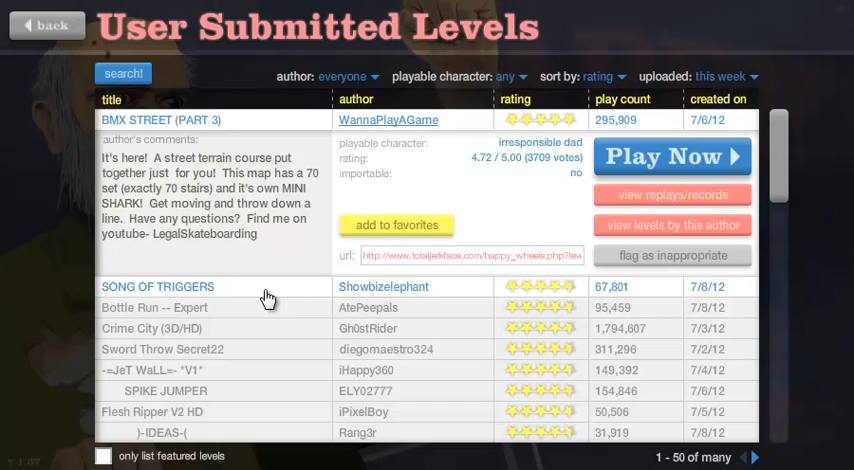 back
User Submitted Levels
search!
author: everyone playable character: any sort by: rating uploaded: this week
title author rating play count created on
BMX STREET (PART 3) WannaPlayAGame 295,909 7/6/12
author's comments:
It's here! A street terrain course put
together just for you! This map has a 70
set (exactly 70 stairs) and it's own MINI
SHARK! Get moving and throw down a
line. Have any questions? Find me on
youtube- LegalSkateboarding
playable character: irresponsible dad
rating: 4.72 / 5.00 (3709 votes)
importable: no
add to favorites
url: http://www.totaljerkface.com/happy_wheels.php?lev
Play Now
view replays/records
view levels by this author
flag as inappropriate
SONG OF TRIGGERS Showbizelephant 67,801 7/8/12
Bottle Run -- Expert AtePeepals 95,459 7/8/12
Crime City (3D/HD) Gh0stRider 1,794,607 7/3/12
Sword Throw Secret22 diegomaestro324 311,296 7/2/12
-=JeT WaLL=- *V1* iHappy360 149,392 7/4/12
SPIKE JUMPER ELY02777 154,846 7/6/12
Flesh Ripper V2 HD iPixelBoy 50,506 7/5/12
)-IDEAS-( Rang3r 31,919 7/8/12
only list featured levels
1 - 50 of many